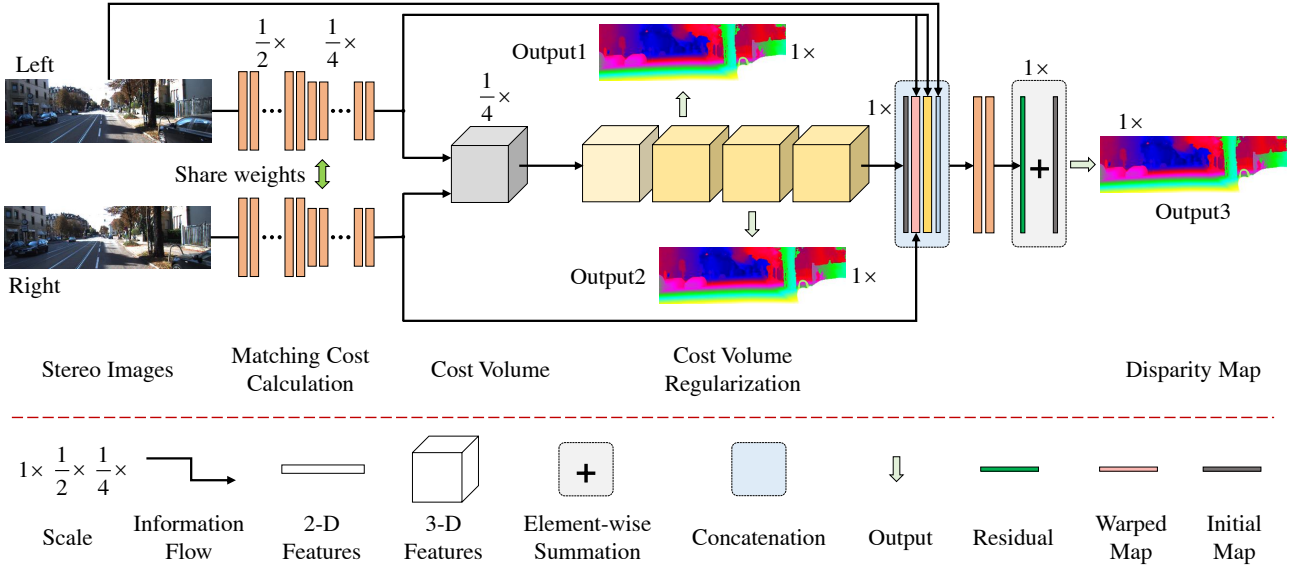 Left
1/2× 1/4×
Output1
1×
1/4×
1×
1×
1×
Share weights
Output3
Output2
1×
Right
Stereo Images
Matching Cost
Calculation
Cost Volume
Cost Volume
Regularization
Disparity Map
1× 1/2× 1/4×
+
Scale
Information
Flow
2-D
Features
3-D
Features
Element-wise
Summation
Concatenation
Output
Residual
Warped
Map
Initial
Map